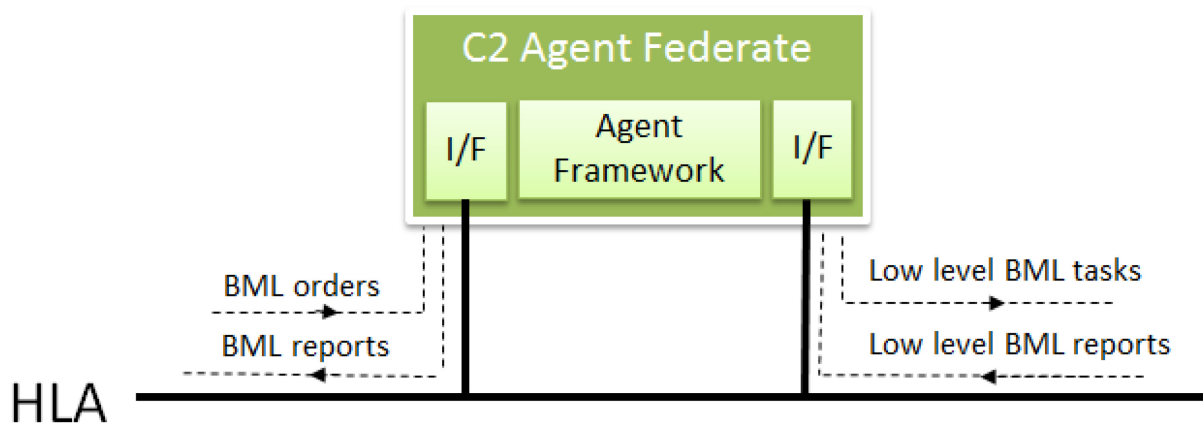 C2 Agent Federate
I/F
Agent
Framework
I/F
BML orders
BML reports
Low level BML tasks
Low level BML reports
HLA